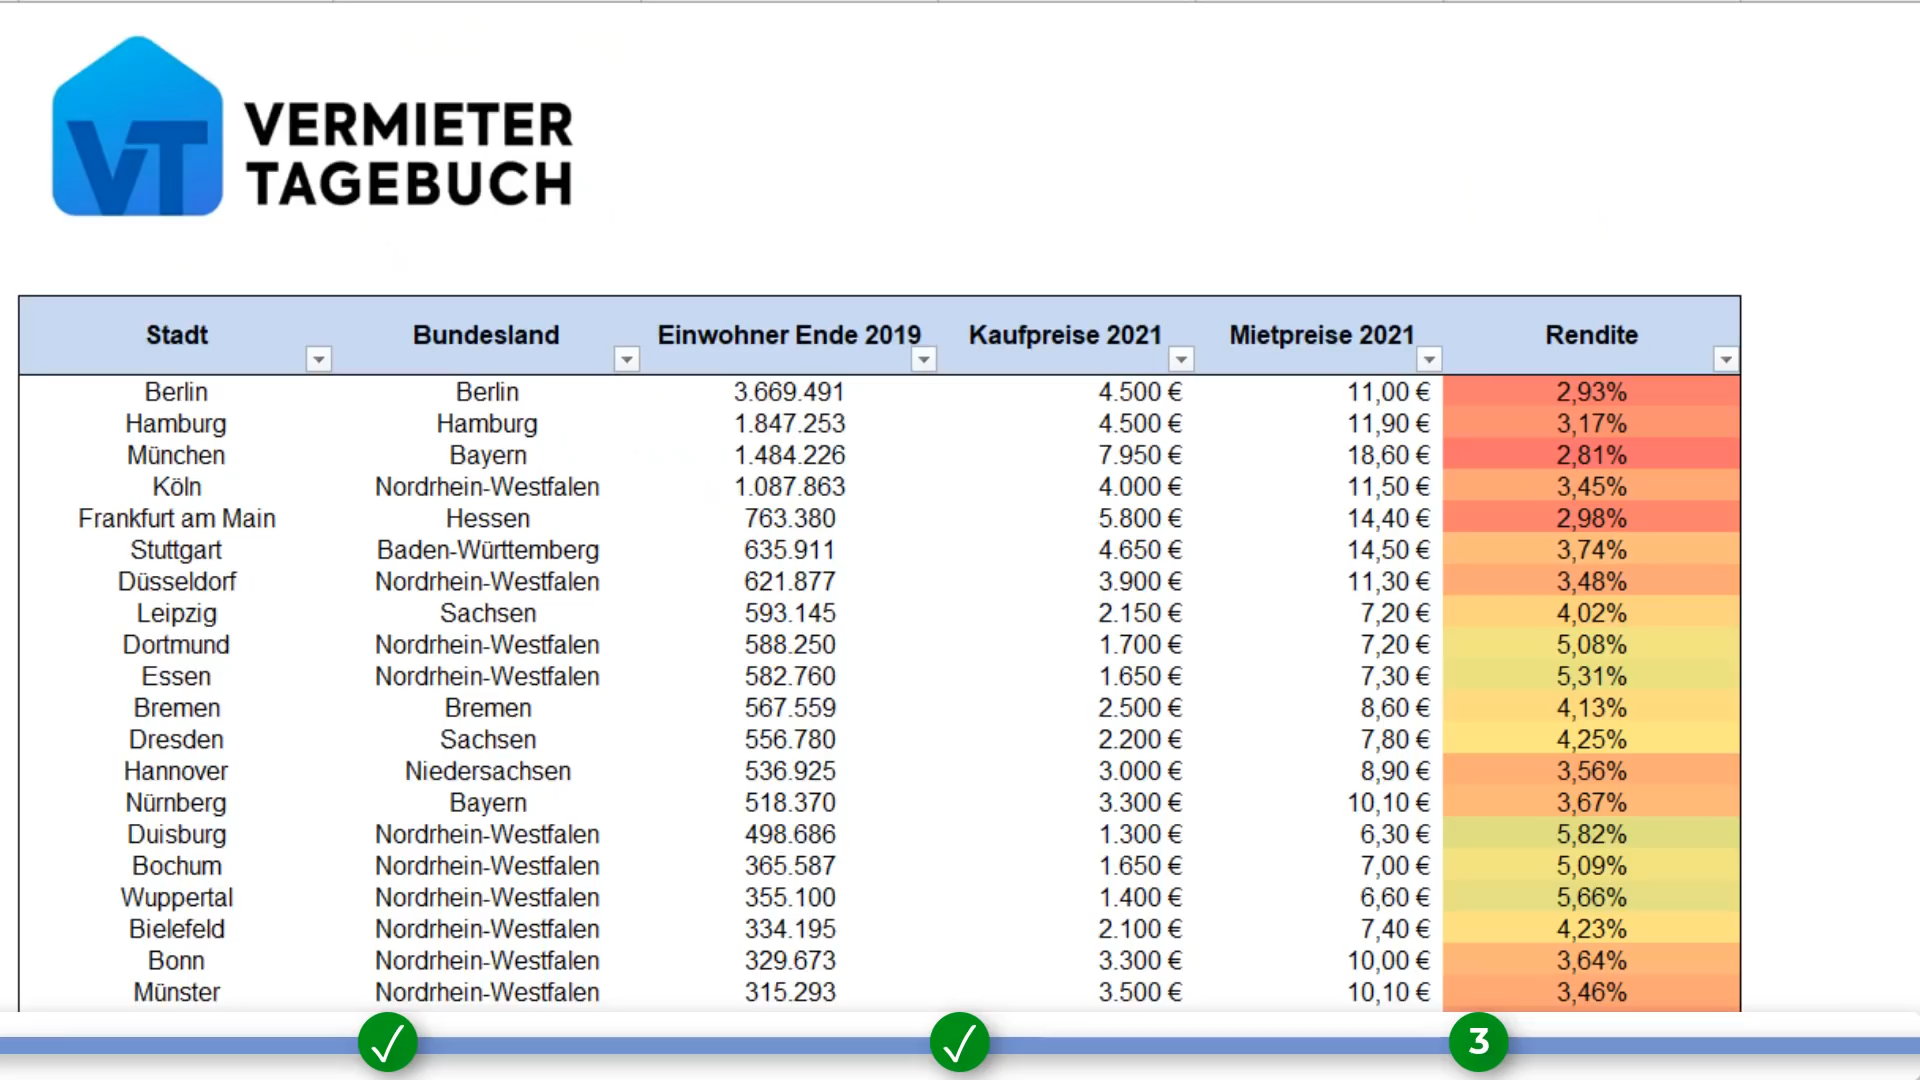 VT
VERMIETER
TAGEBUCH
Stadt Bundesland Einwohner Ende 2019 Kaufpreise 2021 Mietpreise 2021 Rendite
Berlin Berlin 3.669.491 4.500 € 11,00 € 2,93%
Hamburg Hamburg 1.847.253 4.500 € 11,90 € 3,17%
München Bayern 1.484.226 7.950 € 18,60 € 2,81%
Köln Nordrhein-Westfalen 1.087.863 4.000 € 11,50 € 3,45%
Frankfurt am Main Hessen 763.380 5.800 € 14,40 € 2,98%
Stuttgart Baden-Württemberg 635.911 4.650 € 14,50 € 3,74%
Düsseldorf Nordrhein-Westfalen 621.877 3.900 € 11,30 € 3,48%
Leipzig Sachsen 593.145 2.150 € 7,20 € 4,02%
Dortmund Nordrhein-Westfalen 588.250 1.700 € 7,20 € 5,08%
Essen Nordrhein-Westfalen 582.760 1.650 € 7,30 € 5,31%
Bremen Bremen 567.559 2.500 € 8,60 € 4,13%
Dresden Sachsen 556.780 2.200 € 7,80 € 4,25%
Hannover Niedersachsen 536.925 3.000 € 8,90 € 3,56%
Nürnberg Bayern 518.370 3.300 € 10,10 € 3,67%
Duisburg Nordrhein-Westfalen 498.686 1.300 € 6,30 € 5,82%
Bochum Nordrhein-Westfalen 365.587 1.650 € 7,00 € 5,09%
Wuppertal Nordrhein-Westfalen 355.100 1.400 € 6,60 € 5,66%
Bielefeld Nordrhein-Westfalen 334.195 2.100 € 7,40 € 4,23%
Bonn Nordrhein-Westfalen 329.673 3.300 € 10,00 € 3,64%
Münster Nordrhein-Westfalen 315.293 3.500 € 10,10 € 3,46%
3